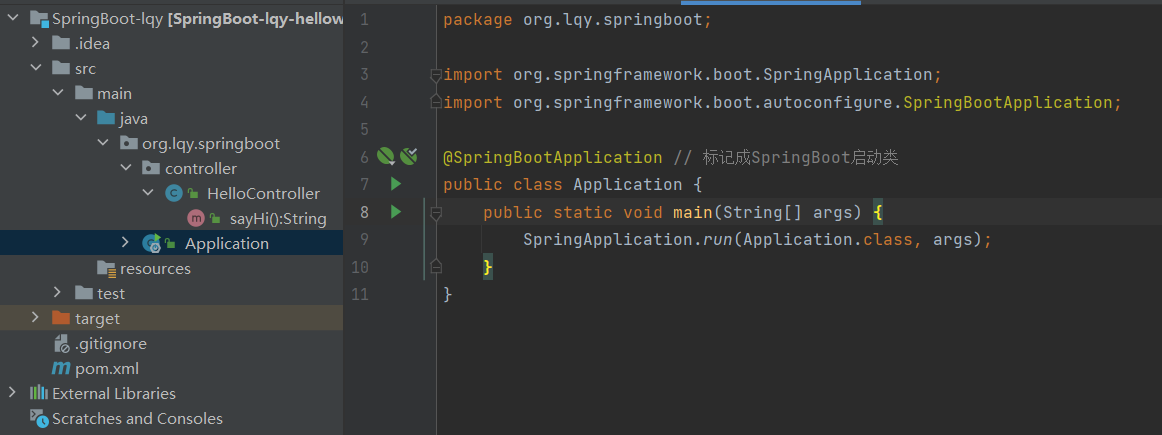 SpringBoot-lqy [SpringBoot-lqy-hellow
.idea
src
main
java
org.lqy.springboot
controller
HelloController
sayHi():String
Application
resources
test
target
.gitignore
pom.xml
External Libraries
Scratches and Consoles
1 package org.lqy.springboot;
2
3 import org.springframework.boot.SpringApplication;
4 import org.springframework.boot.autoconfigure.SpringBootApplication;
5
6 @SpringBootApplication // 标记成SpringBoot启动类
7 public class Application {
8 public static void main(String[] args) {
9 SpringApplication.run(Application.class, args);
10 }
11 }